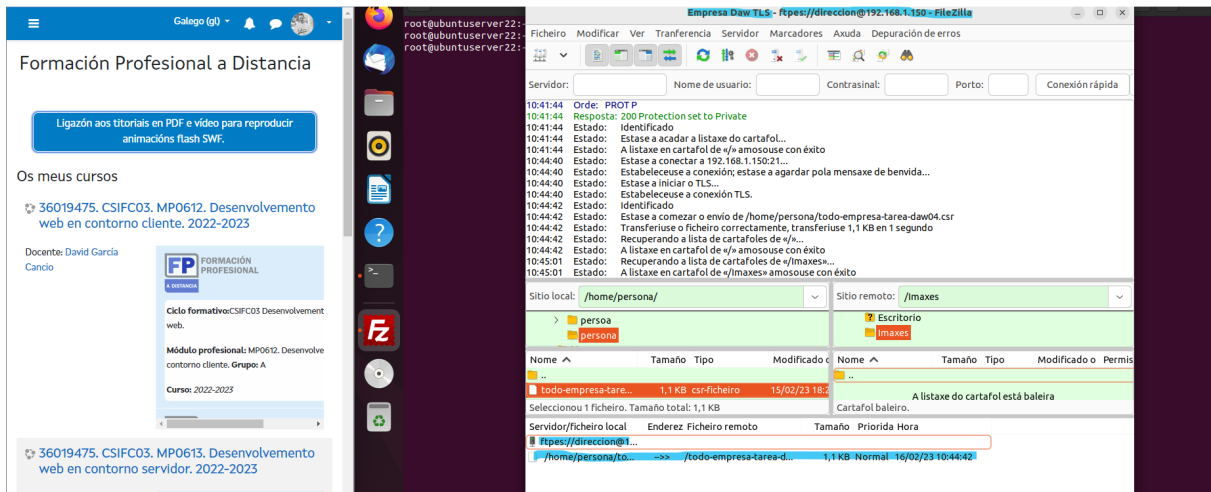 Galego (gl)
Formación Profesional a Distancia
Ligazón aos titoriais en PDF e vídeo para reproducir
animacións flash SWF.
Os meus cursos
36019475. CSIFC03. MP0612. Desenvolvemento
web en contorno cliente. 2022-2023
Docente: David García
Cancio
FP FORMACIÓN
PROFESIONAL
A DISTANCIA
Ciclo formativo:CSIFC03 Desenvolvement
web.
Módulo profesional: MP0612. Desenvolve
contorno cliente. Grupo: A
Curso: 2022-2023
36019475. CSIFC03. MP0613. Desenvolvemento
web en contorno servidor. 2022-2023
root@ubuntuserver22:~
root@ubuntuserver22:~
root@ubuntuserver22:~
Empresa Daw TLS - ftpes://direccion@192.168.1.150 - FileZilla
Ficheiro Modificar Ver Tranferencia Servidor Marcadores Axuda Depuración de erros
Servidor: Nome de usuario: Contrasinal: Porto: Conexión rápida
10:41:44 Orde: PROT P
10:41:44 Resposta: 200 Protection set to Private
10:41:44 Estado: Identificado
10:41:44 Estado: Estase a acadar a listaxe do cartafol...
10:41:44 Estado: A listaxe en cartafol de «/» amosouse con éxito
10:44:40 Estado: Estase a conectar a 192.168.1.150:21...
10:44:40 Estado: Estabeleceuse a conexión; estase a agardar pola mensaxe de benvida...
10:44:40 Estado: Estase a iniciar o TLS...
10:44:40 Estado: Estabeleceuse a conexión TLS.
10:44:42 Estado: Identificado
10:44:42 Estado: Estase a comezar o envío de /home/persona/todo-empresa-tarea-daw04.csr
10:44:42 Estado: Transferiuse o ficheiro correctamente, transferiuse 1,1 KB en 1 segundo
10:44:42 Estado: Recuperando a lista de cartafoles de «/»...
10:44:42 Estado: A listaxe en cartafol de «/» amosouse con éxito
10:45:01 Estado: Recuperando a lista de cartafoles de «/Imaxes»...
10:45:01 Estado: A listaxe en cartafol de «/Imaxes» amosouse con éxito
Sitio local: /home/persona/
persoa
persona
Sitio remoto: /Imaxes
Escritorio
Imaxes
Nome Tamaño Tipo Modificado o
..
todo-empresa-tare... 1,1 KB csr-ficheiro 15/02/23 18:2
Seleccionou 1 ficheiro. Tamaño total: 1,1 KB
Nome Tamaño Tipo Modificado o Permis
..
A listaxe do cartafol está baleira
Cartafol baleiro.
Servidor/ficheiro local Enderez Ficheiro remoto Tamaño Priorida Hora
ftpes://direccion@1...
/home/persona/to... -->> /todo-empresa-tarea-d... 1,1 KB Normal 16/02/23 10:44:42